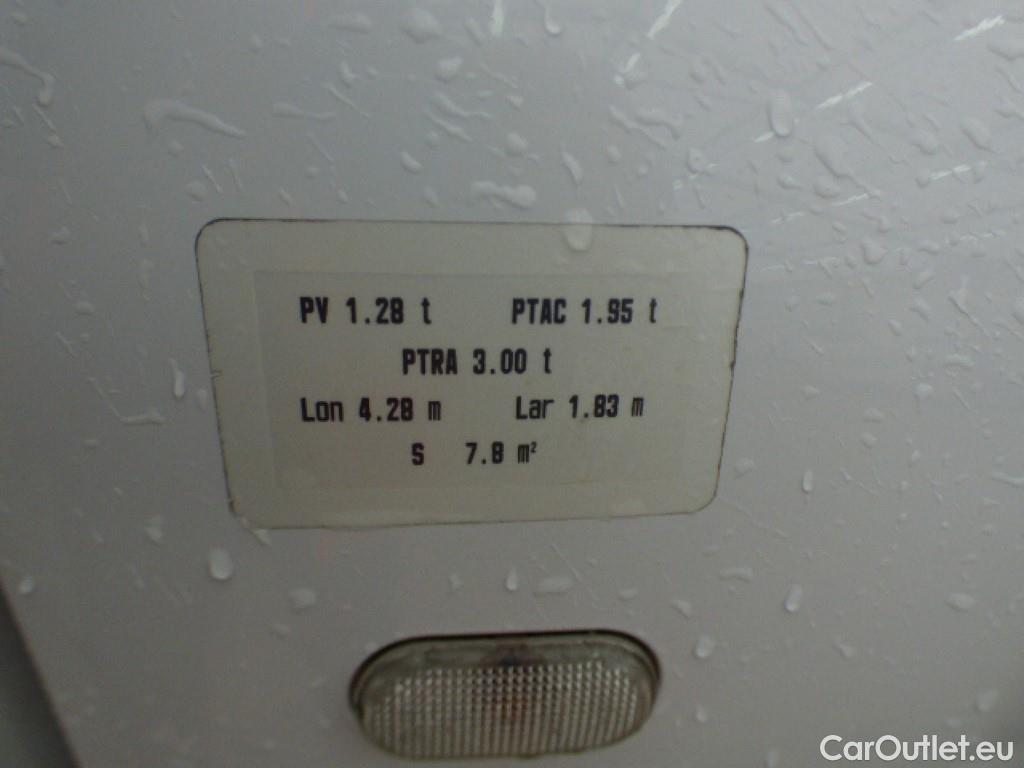 PV 1.28 t PTAC 1.95 t
PTRA 3.00 t
Lon 4.28 m Lar 1.83 m
S 7.8 m²
CarOutlet.eu